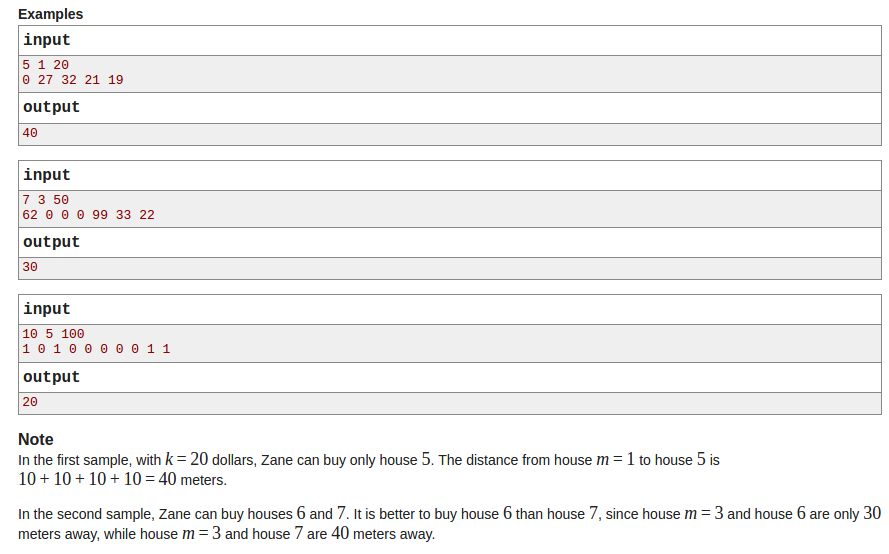 Examples
input
5 1 20
0 27 32 21 19
output
40
input
7 3 50
62 0 0 0 99 33 22
output
30
input
10 5 100
1 0 1 0 0 0 0 0 1 1
output
20
Note
In the first sample, with k = 20 dollars, Zane can buy only house 5. The distance from house m = 1 to house 5 is
10 + 10 + 10 + 10 = 40 meters.
In the second sample, Zane can buy houses 6 and 7. It is better to buy house 6 than house 7, since house m = 3 and house 6 are only 30
meters away, while house m = 3 and house 7 are 40 meters away.